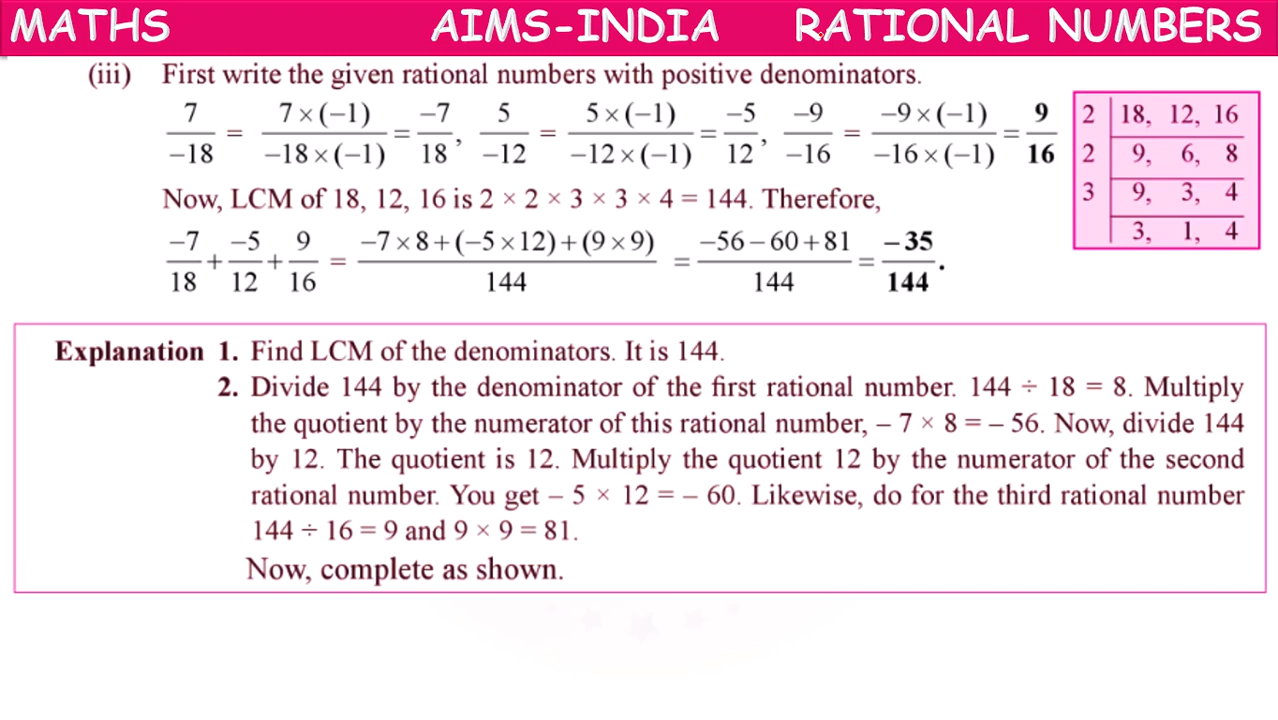 MATHS AIMS-INDIA RATIONAL NUMBERS
(iii) First write the given rational numbers with positive denominators.
7/−18 = 7×(−1)/−18×(−1) = −7/18, 5/−12 = 5×(−1)/−12×(−1) = −5/12, −9/−16 = −9×(−1)/−16×(−1) = 9/16
2 | 18, 12, 16
2 | 9, 6, 8
3 | 9, 3, 4
| 3, 1, 4
Now, LCM of 18, 12, 16 is 2 × 2 × 3 × 3 × 4 = 144. Therefore,
−7/18 + −5/12 + 9/16 = −7×8+(−5×12)+(9×9)/144 = −56−60+81/144 = −35/144.
Explanation 1. Find LCM of the denominators. It is 144.
2. Divide 144 by the denominator of the first rational number. 144 ÷ 18 = 8. Multiply
the quotient by the numerator of this rational number, – 7 × 8 = – 56. Now, divide 144
by 12. The quotient is 12. Multiply the quotient 12 by the numerator of the second
rational number. You get – 5 × 12 = – 60. Likewise, do for the third rational number
144 ÷ 16 = 9 and 9 × 9 = 81.
Now, complete as shown.